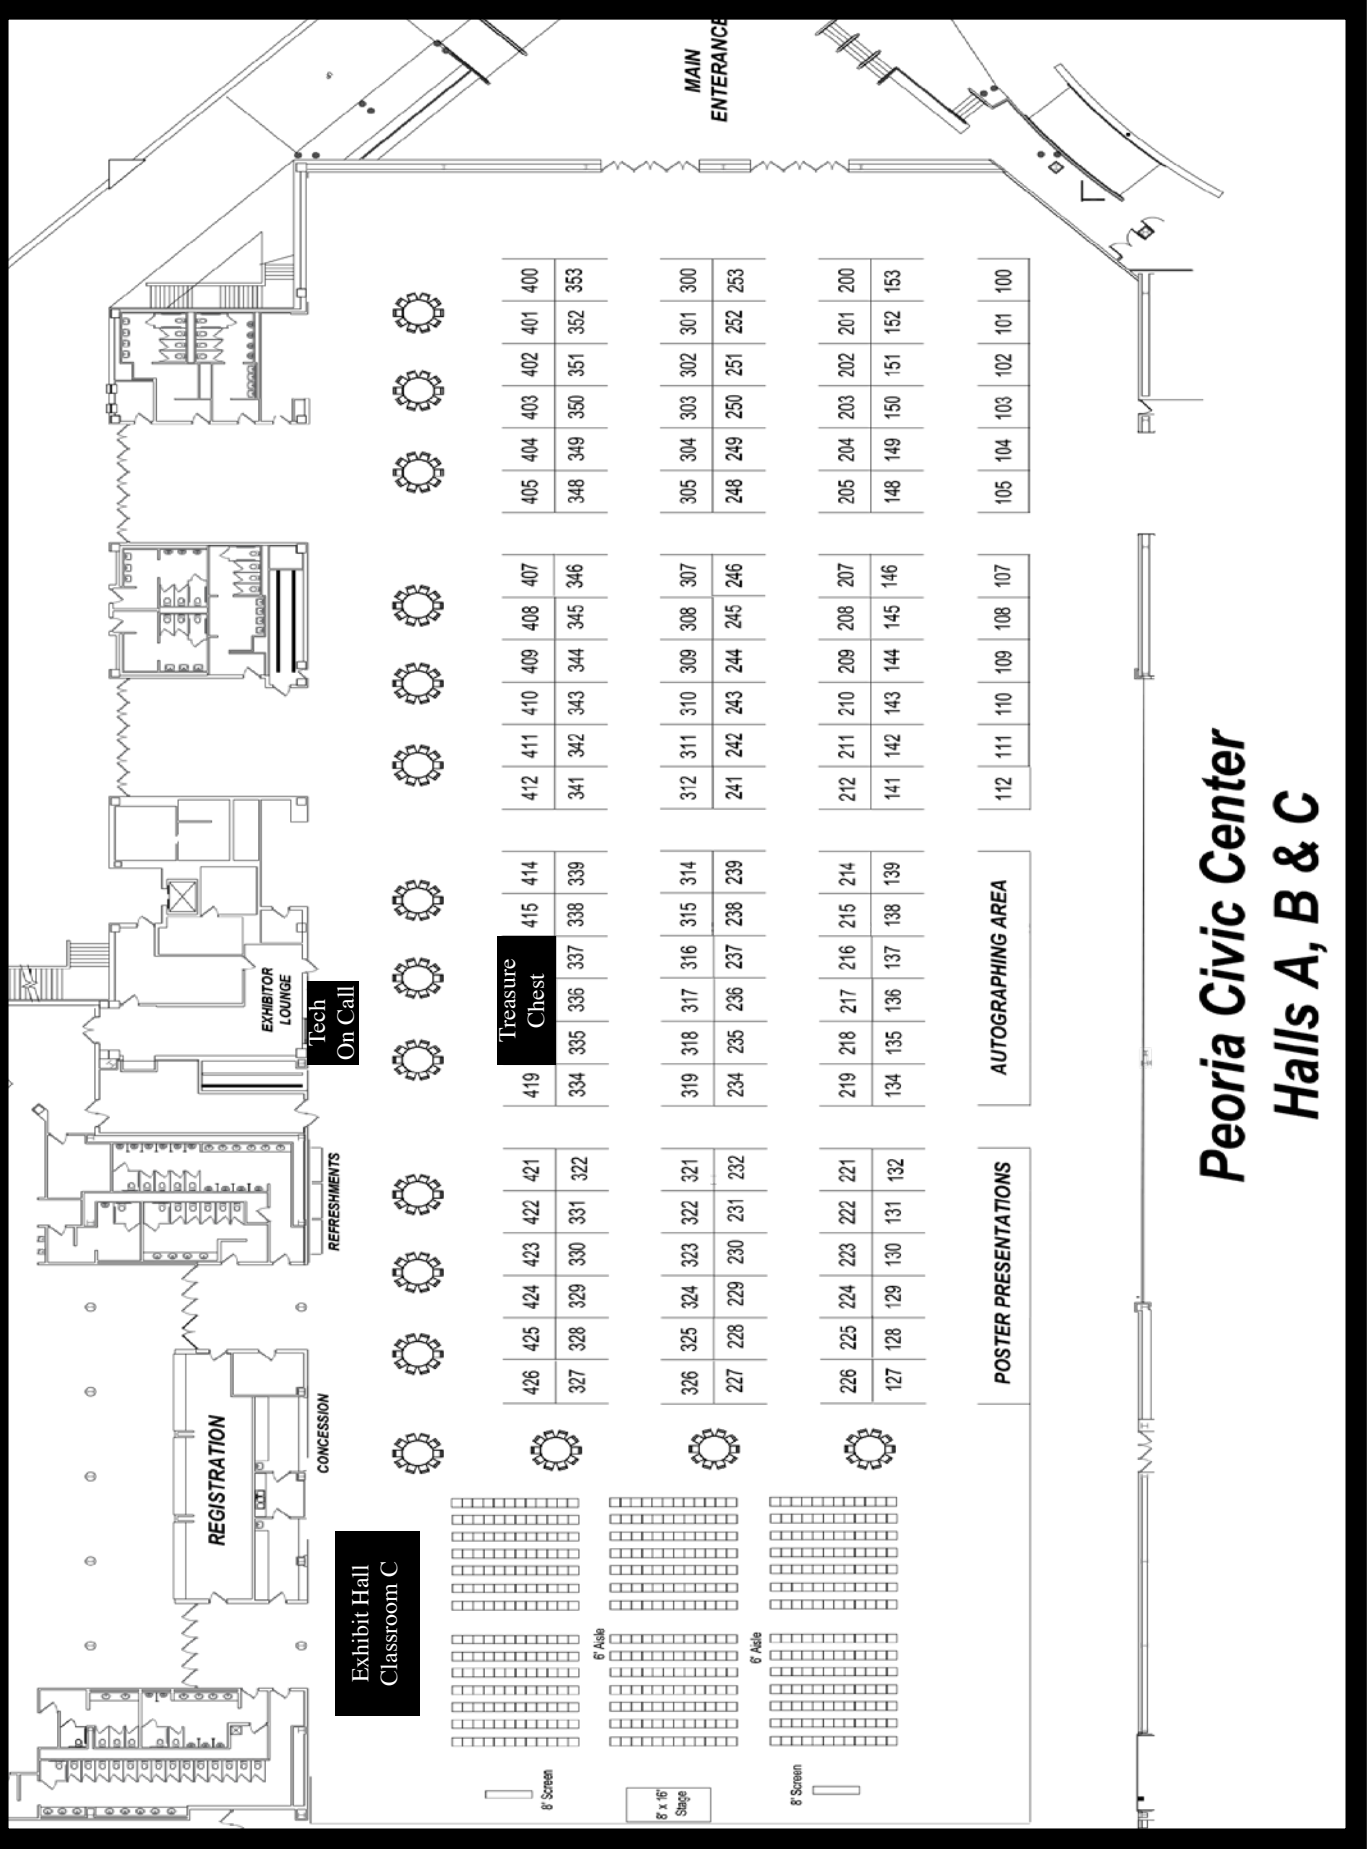 MAIN
ENTERANCE
400 353 300 253 200 153 100
401 352 301 252 201 152 101
402 351 302 251 202 151 102
403 350 303 250 203 150 103
404 349 304 249 204 149 104
405 348 305 248 205 148 105
407 346 307 246 207 146 107
408 345 308 245 208 145 108
409 344 309 244 209 144 109
410 343 310 243 210 143 110
411 342 311 242 211 142 111
412 341 312 241 212 141 112
414 339 314 239 214 139
415 338 315 238 215 138
337 316 237 216 137
336 317 236 217 136
335 318 235 218 135
419 334 319 234 219 134
421 322 321 232 221 132
422 331 322 231 222 131
423 330 323 230 223 130
424 329 324 229 224 129
425 328 325 228 225 128
426 327 326 227 226 127
EXHIBITOR
LOUNGE
Tech
On Call
Treasure
Chest
AUTOGRAPHING AREA
REFRESHMENTS
POSTER PRESENTATIONS
REGISTRATION
CONCESSION
Exhibit Hall
Classroom C
6' Aisle
6' Aisle
8' Screen
8' x 16'
Stage
8' Screen
Peoria Civic Center
Halls A, B & C